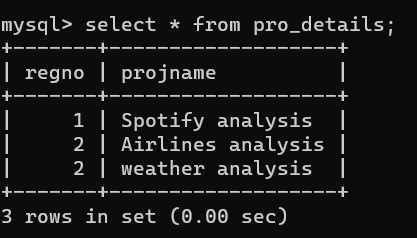 mysql> select * from pro_details;
+-------+-------------------+
| regno | projname          |
+-------+-------------------+
|     1 | Spotify analysis  |
|     2 | Airlines analysis |
|     2 | weather analysis  |
+-------+-------------------+
3 rows in set (0.00 sec)